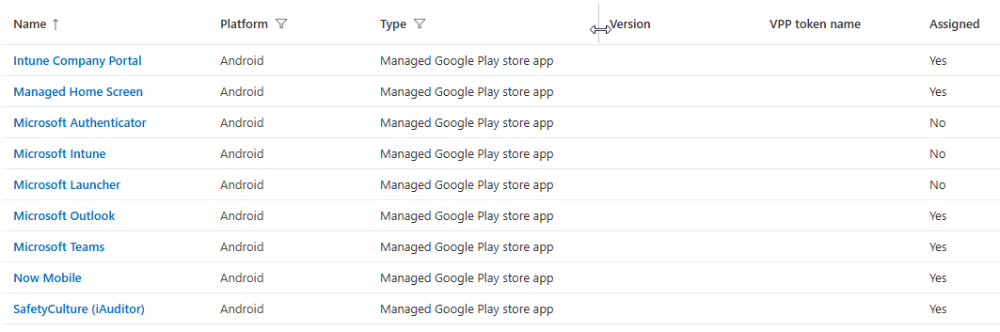 Name ↑ Platform Type Version VPP token name Assigned
Intune Company Portal Android Managed Google Play store app Yes
Managed Home Screen Android Managed Google Play store app Yes
Microsoft Authenticator Android Managed Google Play store app No
Microsoft Intune Android Managed Google Play store app No
Microsoft Launcher Android Managed Google Play store app No
Microsoft Outlook Android Managed Google Play store app Yes
Microsoft Teams Android Managed Google Play store app Yes
Now Mobile Android Managed Google Play store app Yes
SafetyCulture (iAuditor) Android Managed Google Play store app Yes